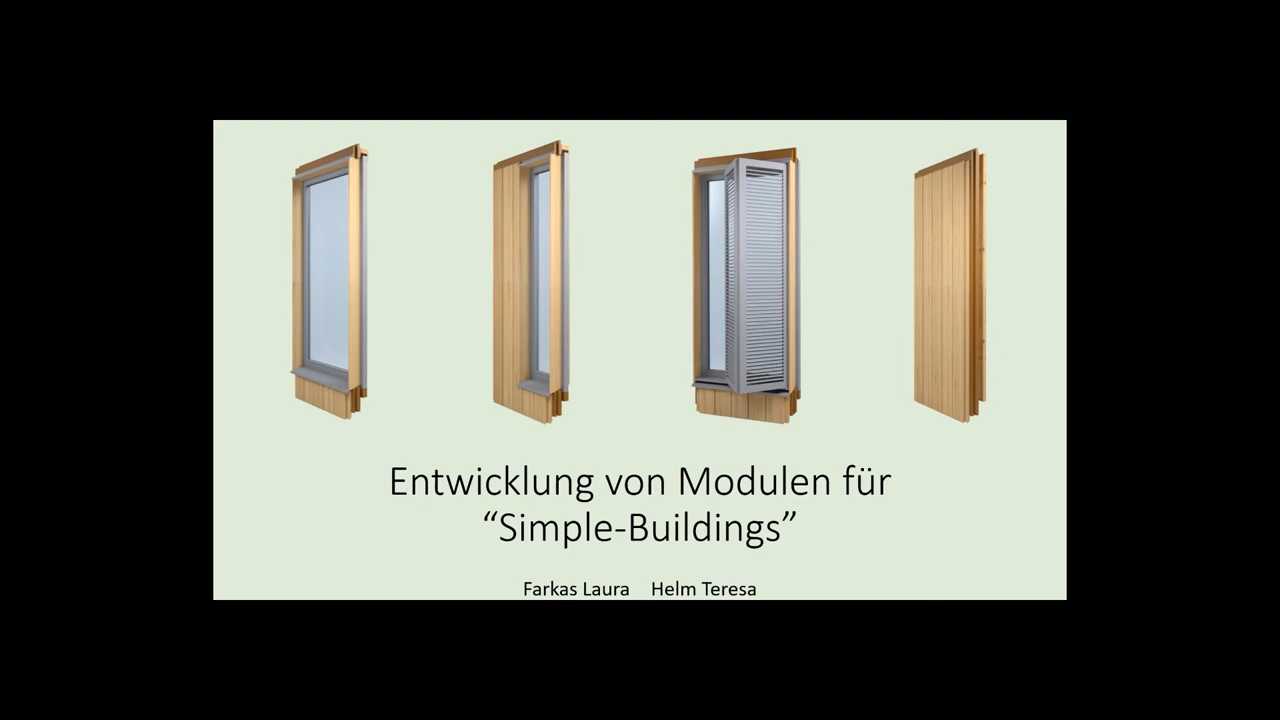 Entwicklung von Modulen für
“Simple-Buildings”
Farkas Laura Helm Teresa